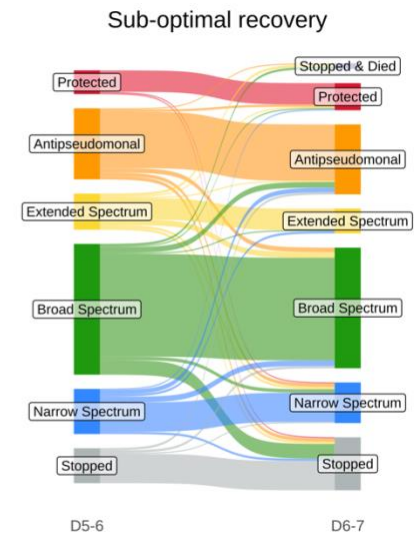 Sub-optimal recovery
Stopped & Died
Protected
Protected
Antipseudomonal
Antipseudomonal
Extended Spectrum
Extended Spectrum
Broad Spectrum
Broad Spectrum
Narrow Spectrum
Narrow Spectrum
Stopped
Stopped
D5-6
D6-7